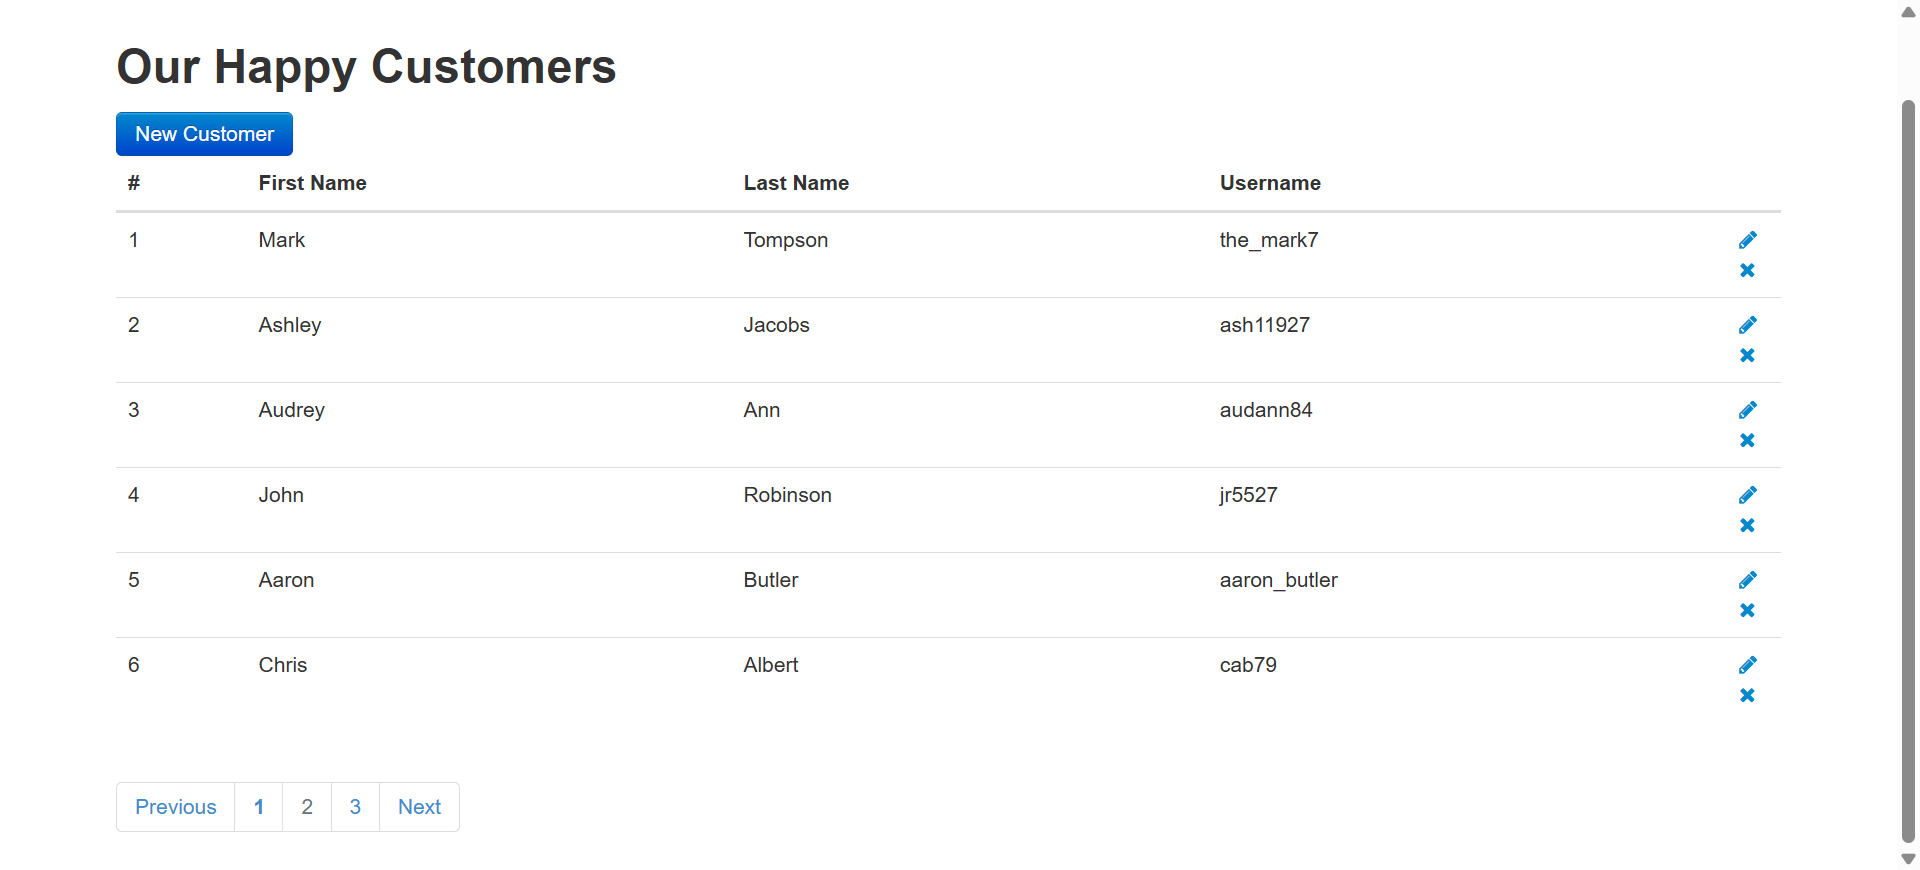 Our Happy Customers
New Customer
# First Name Last Name Username
1 Mark Tompson the_mark7
2 Ashley Jacobs ash11927
3 Audrey Ann audann84
4 John Robinson jr5527
5 Aaron Butler aaron_butler
6 Chris Albert cab79
Previous 1 2 3 Next